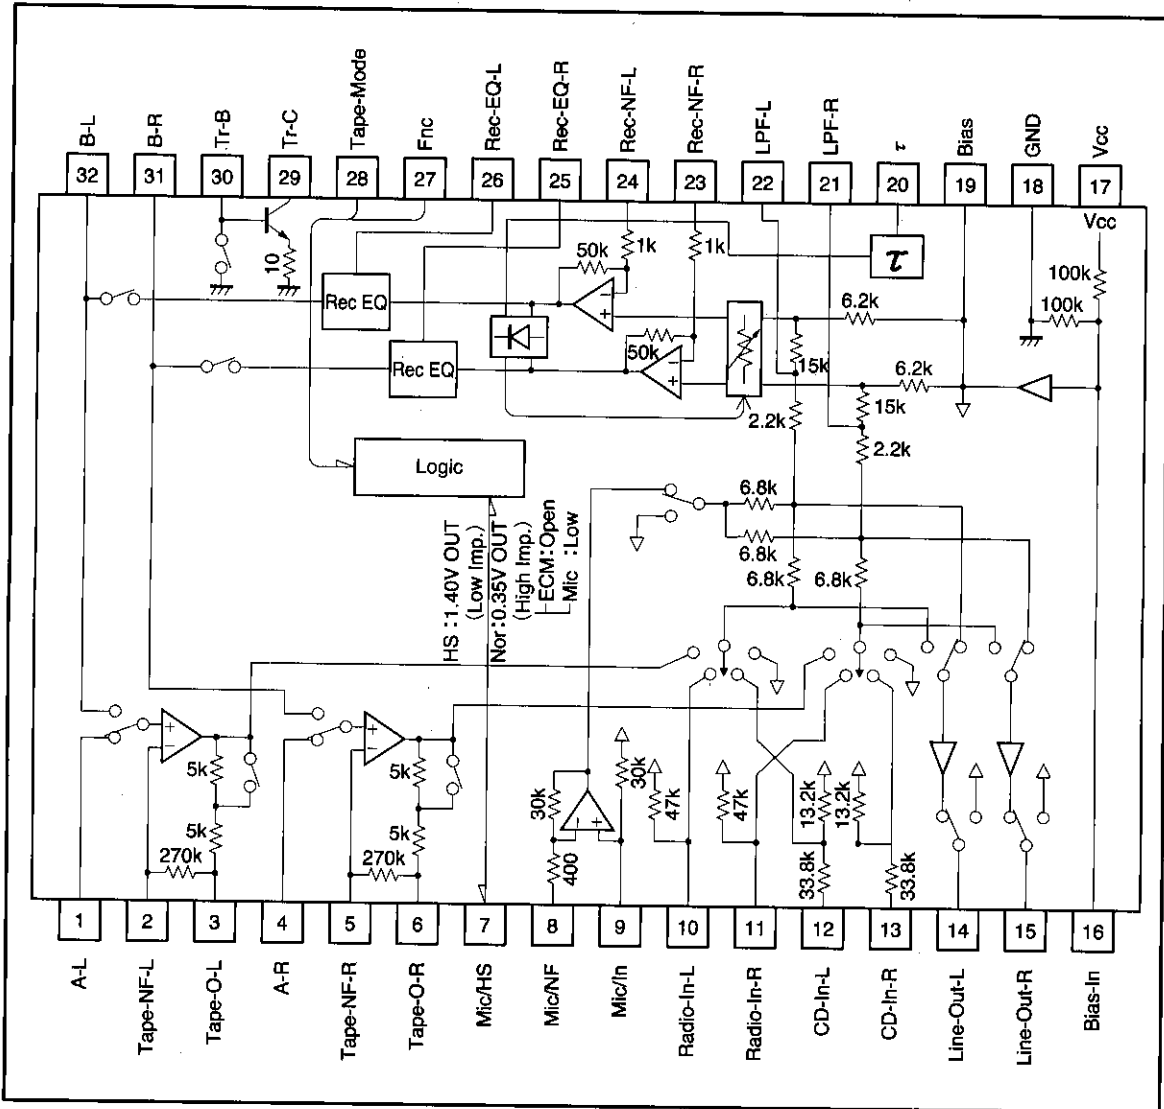 B-L
B-R
Tr-B
Tr-C
Tape-Mode
Fnc
Rec-EQ-L
Rec-EQ-R
Rec-NF-L
Rec-NF-R
LPF-L
LPF-R
τ
Bias
GND
Vcc
32
31
30
29
28
27
26
25
24
23
22
21
20
19
18
17
Vcc
10
50k
1k
1k
τ
100k
100k
Rec EQ
6.2k
−
+
50k
15k
Rec EQ
−
+
6.2k
15k
2.2k
2.2k
Logic
6.8k
6.8k
6.8k
6.8k
HS :1.40V OUT
(Low Imp.)
Nor:0.35V OUT
(High Imp.)
ECM:Open
Mic :Low
+
−
+
−
5k
5k
5k
5k
270k
270k
30k
30k
−
+
400
47k
47k
13.2k
13.2k
33.8k
33.8k
1
2
3
4
5
6
7
8
9
10
11
12
13
14
15
16
A-L
Tape-NF-L
Tape-O-L
A-R
Tape-NF-R
Tape-O-R
Mic/HS
Mic/NF
Mic/In
Radio-In-L
Radio-In-R
CD-In-L
CD-In-R
Line-Out-L
Line-Out-R
Bias-In